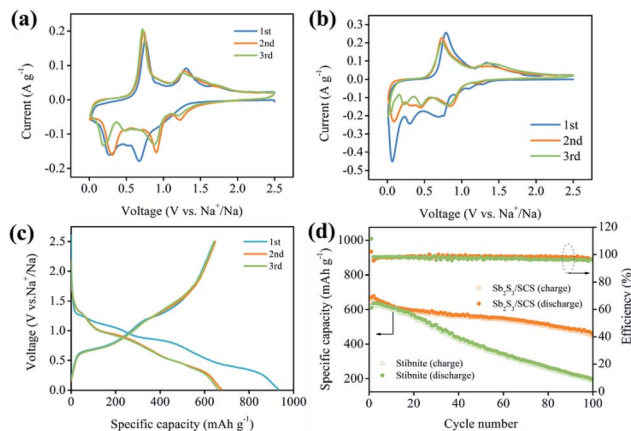 (a)
0.2
0.1
0.0
-0.1
-0.2
Current (A g⁻¹)
1st
2nd
3rd
0.0 0.5 1.0 1.5 2.0 2.5
Voltage (V vs. Na⁺/Na)
(b)
0.4
0.3
0.2
0.1
0.0
-0.1
-0.2
-0.3
-0.4
-0.5
Current (A g⁻¹)
1st
2nd
3rd
0.0 0.5 1.0 1.5 2.0 2.5
Voltage (V vs. Na⁺/Na)
(c)
2.5
2.0
1.5
1.0
0.5
0.0
Voltage (V vs.Na⁺/Na)
1st
2nd
3rd
0 200 400 600 800 1000
Specific capacity (mAh g⁻¹)
(d)
1000
800
600
400
200
Specific capacity (mAh g⁻¹)
Sb₂S₃/SCS (charge)
Sb₂S₃/SCS (discharge)
Stibnite (charge)
Stibnite (discharge)
120
100
80
60
40
20
0
Efficiency (%)
0 20 40 60 80 100
Cycle number